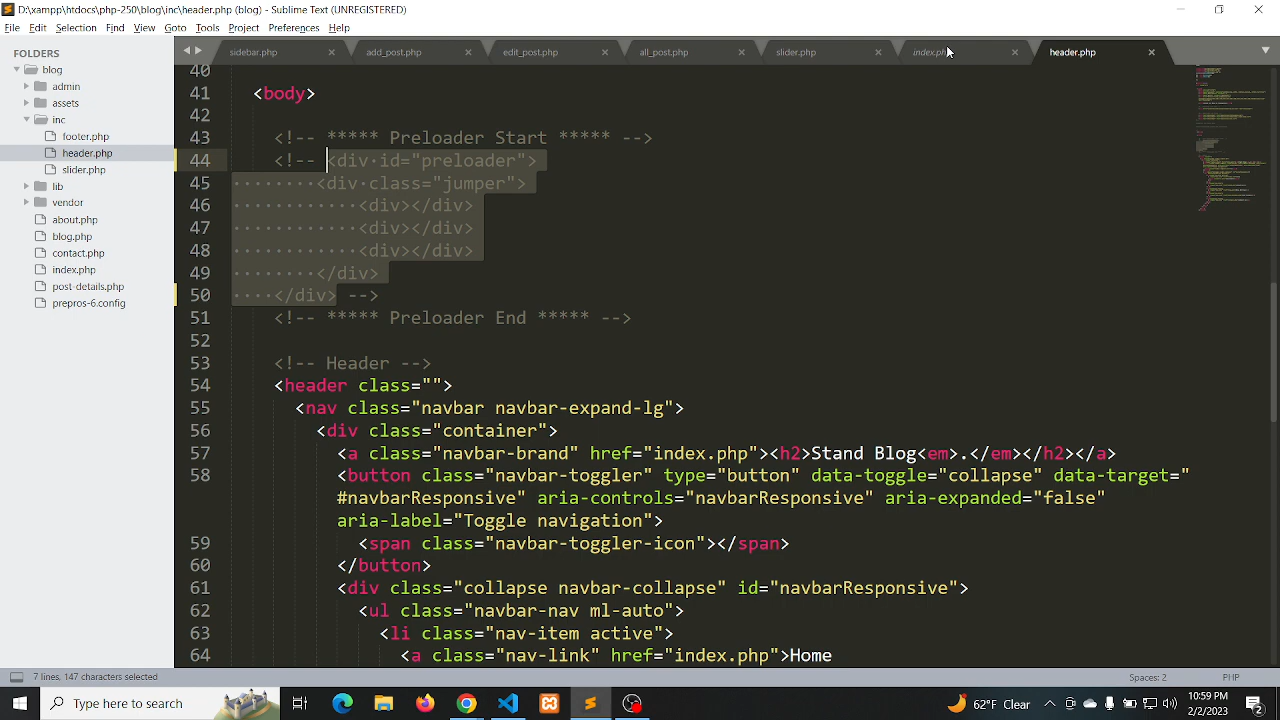 D:\xampp\htdocs\php-250\blog\inc\header.php (blog) - Sublime Text (UNREGISTERED)
File Edit Selection Find View Goto Tools Project Preferences Help
FOLDERS
blog
admin
assets
inc
footer.php
header.php
slider.php
lib
vendor
about.php
blog.php
contact.php
index.php
post-details.php
prepros-6.config
sidebar.php add_post.php edit_post.php all_post.php slider.php index.php header.php
40
41 <body>
42
43 <!-- ***** Preloader Start ***** -->
44 <!-- <div id="preloader">
45 <div class="jumper">
46 <div></div>
47 <div></div>
48 <div></div>
49 </div>
50 </div> -->
51 <!-- ***** Preloader End ***** -->
52
53 <!-- Header -->
54 <header class="">
55 <nav class="navbar navbar-expand-lg">
56 <div class="container">
57 <a class="navbar-brand" href="index.php"><h2>Stand Blog<em>.</em></h2></a>
58 <button class="navbar-toggler" type="button" data-toggle="collapse" data-target="
#navbarResponsive" aria-controls="navbarResponsive" aria-expanded="false"
aria-label="Toggle navigation">
59 <span class="navbar-toggler-icon"></span>
60 </button>
61 <div class="collapse navbar-collapse" id="navbarResponsive">
62 <ul class="navbar-nav ml-auto">
63 <li class="nav-item active">
64 <a class="nav-link" href="index.php">Home
7 lines, 147 characters selected Spaces: 2 PHP
Type here to search
62°F Clear
10:59 PM
2/2/2023